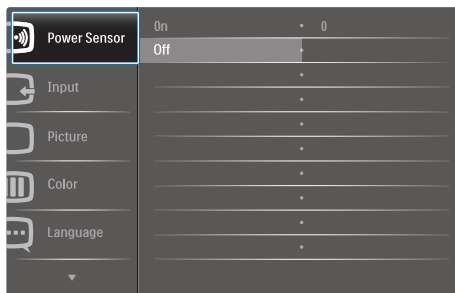 Power Sensor
On 0
Off
Input
Picture
Color
Language